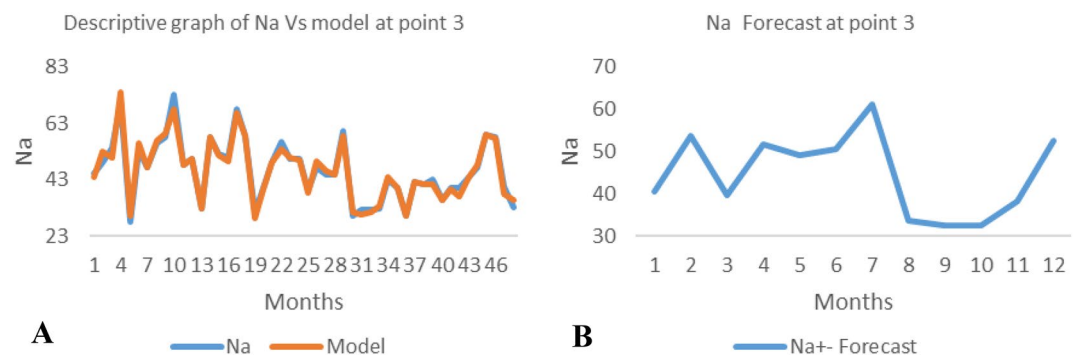 Descriptive graph of Na Vs model at point 3
83
63
43
23
Na
1 4 7 10 13 16 19 22 25 28 31 34 37 40 43 46
Months
A
Na Model
Na Forecast at point 3
70
60
50
40
30
Na
1 2 3 4 5 6 7 8 9 10 11 12
Months
B
Na+- Forecast